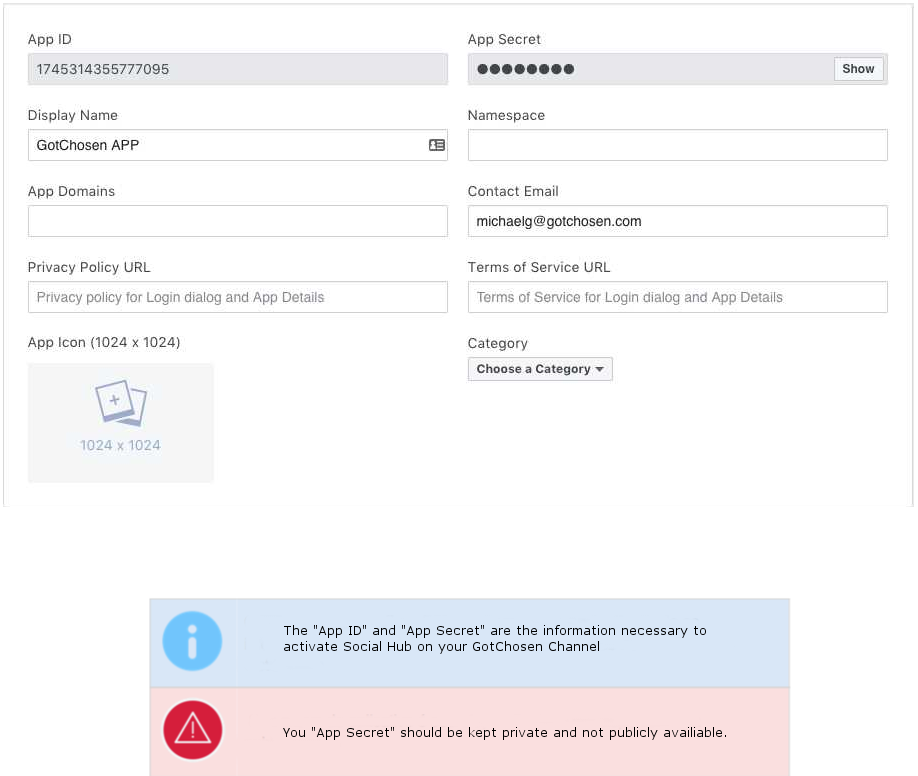 App ID
App Secret
1745314355777095
●●●●●●●●
Show
Display Name
Namespace
GotChosen APP
App Domains
Contact Email
michaelg@gotchosen.com
Privacy Policy URL
Terms of Service URL
Privacy policy for Login dialog and App Details
Terms of Service for Login dialog and App Details
App Icon (1024 x 1024)
Category
Choose a Category
1024 x 1024
The "App ID" and "App Secret" are the information necessary to
activate Social Hub on your GotChosen Channel
You "App Secret" should be kept private and not publicly availiable.